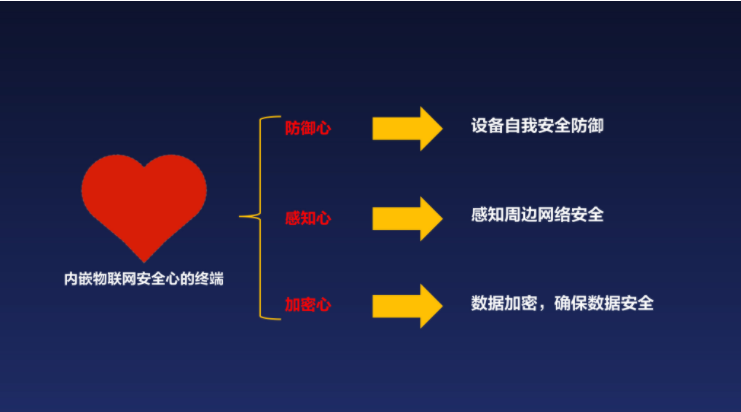 防御心
设备自我安全防御
感知心
感知周边网络安全
内嵌物联网安全心的终端
加密心
数据加密，确保数据安全